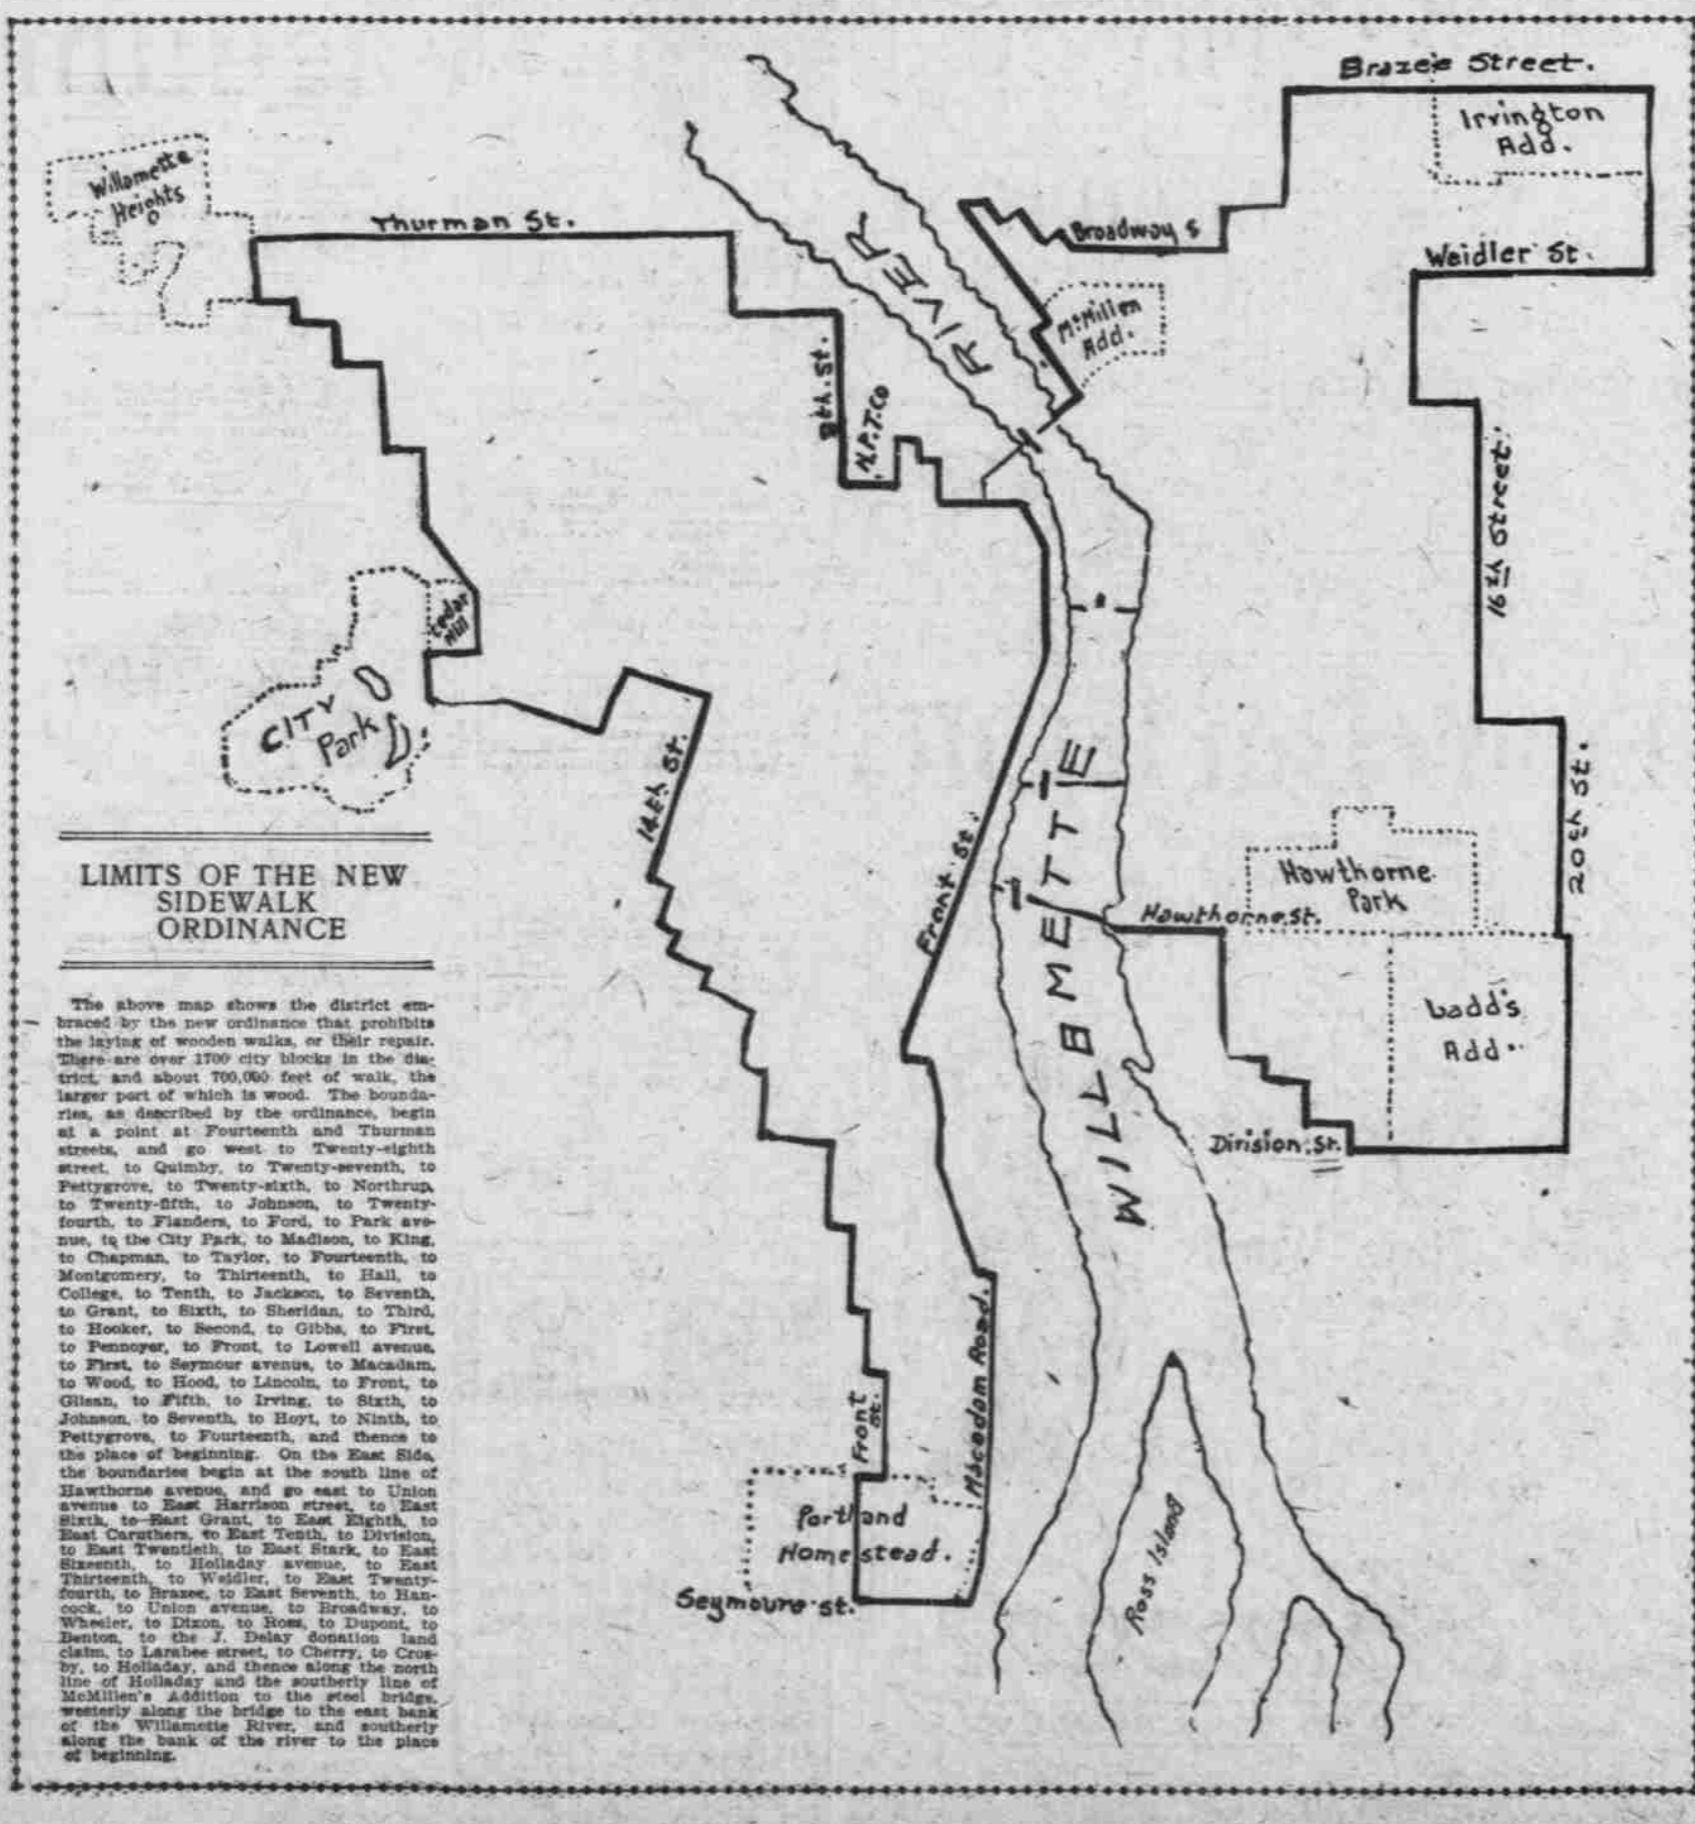 Brazee Street.
Irvington
Add.
Willamette
Heights
Thurman St.
RIVER
Broadway S
Weidler St.
McMillen
Add.
8th. St.
N.P.T.Co
16th Street.
Cedar
Hill
CITY
Park
14th St.
20th St.
Front St.
WILLBMETTE
Hawthorne
Park
Hawthorne St.
Ladd's
Add.
Division. St.
LIMITS OF THE NEW
SIDEWALK
ORDINANCE
The above map shows the district em-
braced by the new ordinance that prohibits
the laying of wooden walks, or their repair.
There are over 1700 city blocks in the dis-
trict, and about 700,000 feet of walk, the
larger part of which is wood. The bounda-
ries, as described by the ordinance, begin
at a point at Fourteenth and Thurman
streets, and go west to Twenty-eighth
street, to Quimby, to Twenty-seventh, to
Pettygrove, to Twenty-sixth, to Northrup,
to Twenty-fifth, to Johnson, to Twenty-
fourth, to Flanders, to Ford, to Park ave-
nue, to the City Park, to Madison, to King,
to Chapman, to Taylor, to Fourteenth, to
Montgomery, to Thirteenth, to Hall, to
College, to Tenth, to Jackson, to Seventh,
to Grant, to Sixth, to Sheridan, to Third,
to Hooker, to Second, to Gibbs, to First,
to Pennoyer, to Front, to Lowell avenue,
to First, to Seymour avenue, to Macadam,
to Wood, to Hood, to Lincoln, to Front, to
Glisan, to Fifth, to Irving, to Sixth, to
Johnson, to Seventh, to Hoyt, to Ninth, to
Pettygrove, to Fourteenth, and thence to
the place of beginning. On the East Side,
the boundaries begin at the south line of
Hawthorne avenue, and go east to Union
avenue to East Harrison street, to East
Sixth, to East Grant, to East Eighth, to
East Caruthers, to East Tenth, to Division,
to East Twentieth, to East Stark, to East
Sixeenth, to Holladay avenue, to East
Thirteenth, to Weidler, to East Twenty-
fourth, to Brazee, to East Seventh, to Han-
cock, to Union avenue, to Broadway, to
Wheeler, to Dixon, to Ross, to Dupont, to
Benton, to the J. Delay donation land
claim, to Larabee street, to Cherry, to Cros-
by, to Holladay, and thence along the north
line of Holladay and the southerly line of
McMillen's Addition to the steel bridge,
westerly along the bridge to the east bank
of the Willamette River, and southerly
along the bank of the river to the place
of beginning.
Macadam Road.
Front
St.
Portland
Homestead.
Seymoure St.
Ross Island